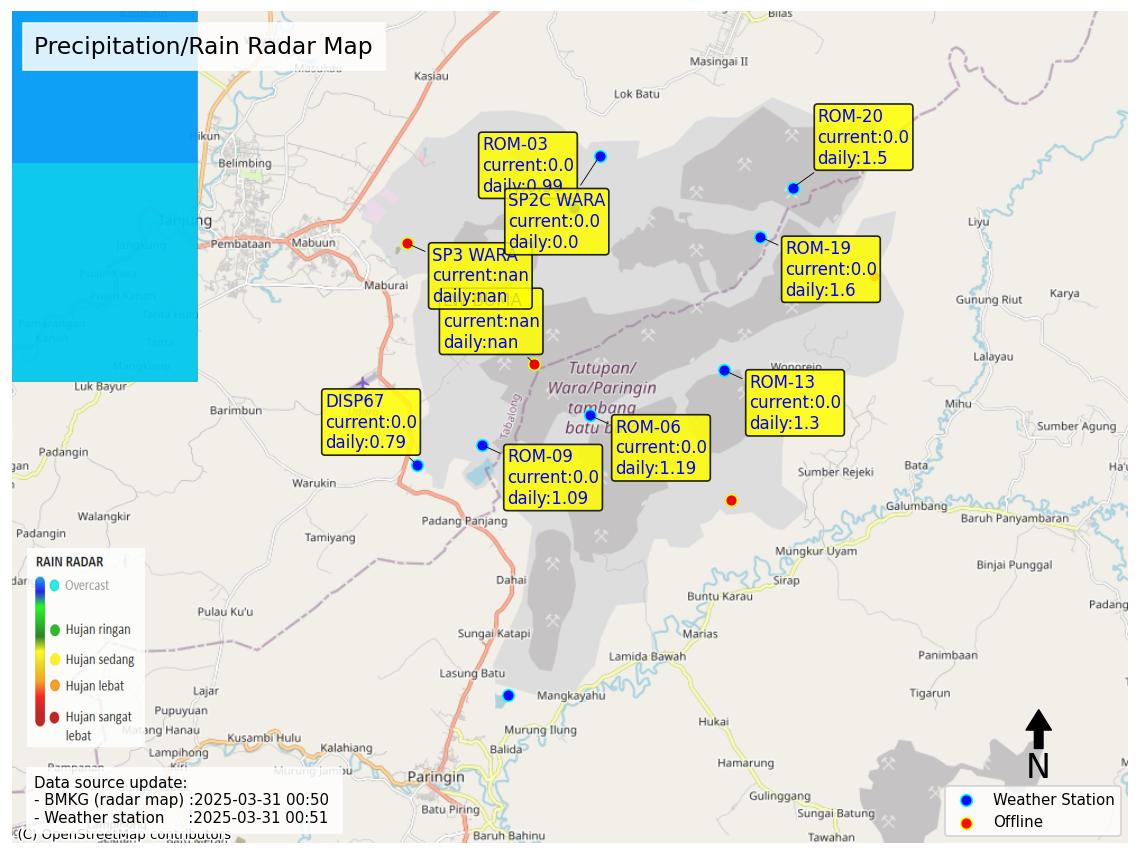 Precipitation/Rain Radar Map
Bilas
Masingai II
Kasiau
Lok Batu
Hikun
Belimbing
Tanjung
Jangkung
Pembataan
Mabuun
Maburai
Pulau Kanan
Tanta Hulu
Tanta
Mangkusip
Luk Bayur
Barimbun
Warukin
Walangkir
Padangin
Tamiyang
Padang Panjang
Tabalong
Tutupan/
Wara/Paringin
tambang
batu b
Wonorejo
Liyu
Gunung Riut
Karya
Lalayau
Mihu
Sumber Agung
Sumber Rejeki
Bata
Galumbang
Baruh Panyambaran
Mungkur Uyam
Binjai Punggal
Sirap
Buntu Karau
Marias
Lamida Bawah
Panimbaan
Tigarun
Dahai
Sungai Katapi
Lasung Batu
Mangkayahu
Murung Ilung
Hukai
Balida
Hamarung
Paringin
Gulinggang
Batu Piring
Sungai Batung
Baruh Bahinu
Tawahan
Pulau Ku'u
Lajar
Pupuyuan
Matang Hanau
Lampihong
Kusambi Hulu
Kalahiang
Murung Jambu
ROM-03
current:0.0
daily:0.99
SP2C WARA
current:0.0
daily:0.0
SP3 WARA
current:nan
daily:nan
current:nan
daily:nan
ROM-20
current:0.0
daily:1.5
ROM-19
current:0.0
daily:1.6
ROM-13
current:0.0
daily:1.3
ROM-06
current:0.0
daily:1.19
ROM-09
current:0.0
daily:1.09
DISP67
current:0.0
daily:0.79
RAIN RADAR
Overcast
Hujan ringan
Hujan sedang
Hujan lebat
Hujan sangat
lebat
Data source update:
- BMKG (radar map) :2025-03-31 00:50
- Weather station :2025-03-31 00:51
(C) OpenStreetMap contributors
N
Weather Station
Offline